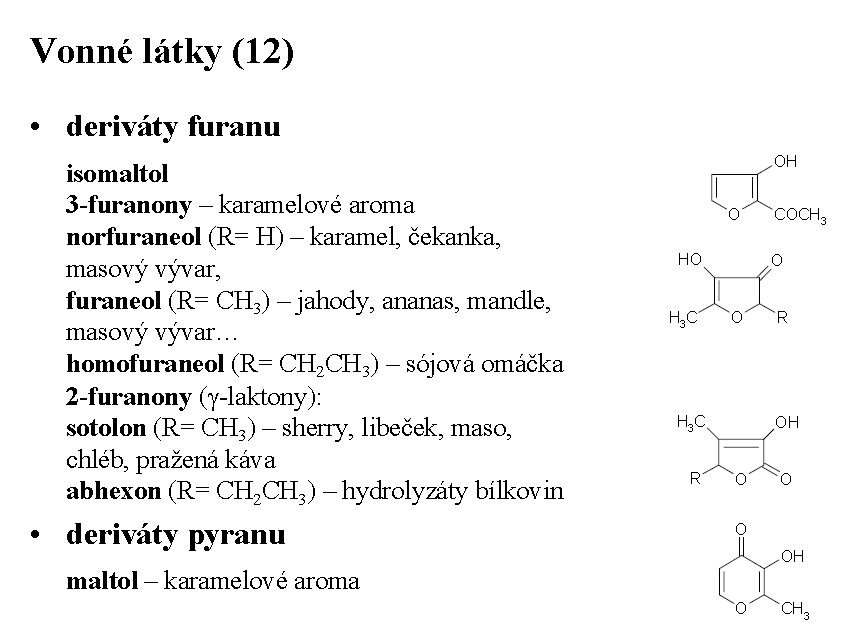 Vonné látky (12)
• deriváty furanu
isomaltol
3-furanony – karamelové aroma
norfuraneol (R= H) – karamel, čekanka,
masový vývar,
furaneol (R= CH₃) – jahody, ananas, mandle,
masový vývar…
homofuraneol (R= CH₂CH₃) – sójová omáčka
2-furanony (γ-laktony):
sotolon (R= CH₃) – sherry, libeček, maso,
chléb, pražená káva
abhexon (R= CH₂CH₃) – hydrolyzáty bílkovin
• deriváty pyranu
maltol – karamelové aroma
OH
O
COCH₃
HO
O
H₃C
O
R
H₃C
OH
R
O
O
O
OH
O
CH₃